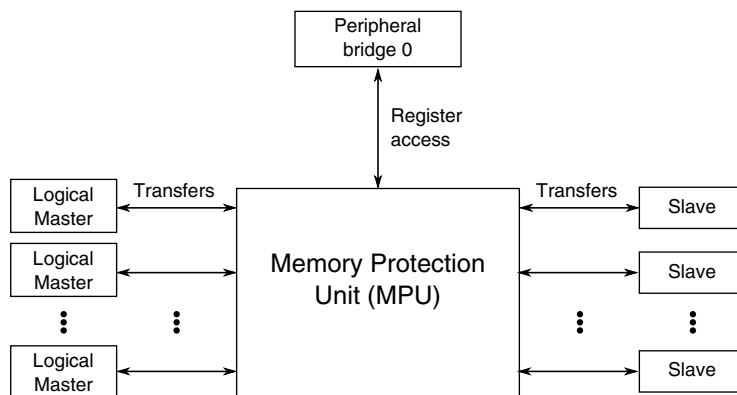 Peripheral
bridge 0
Register
access
Logical
Master
Transfers
Transfers
Slave
Logical
Master
Memory Protection
Unit (MPU)
Slave
Logical
Master
Slave